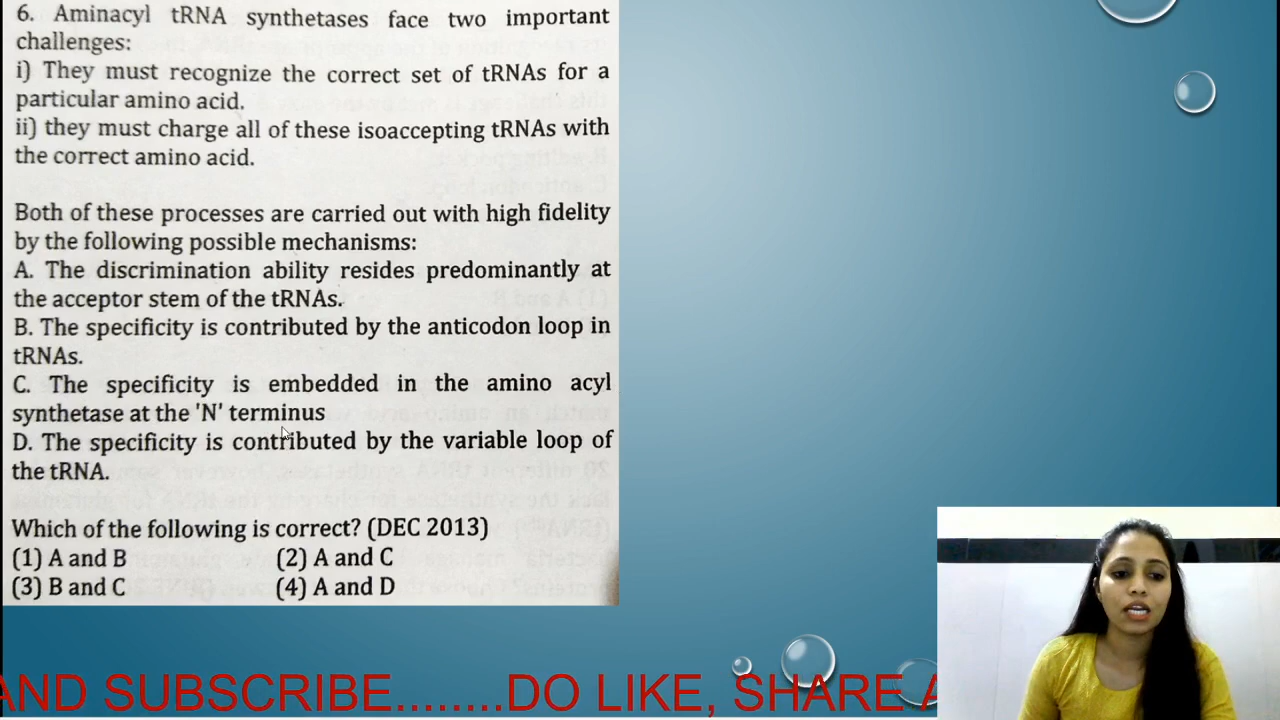 6. Aminacyl tRNA synthetases face two important
challenges:
i) They must recognize the correct set of tRNAs for a
particular amino acid.
ii) they must charge all of these isoaccepting tRNAs with
the correct amino acid.
Both of these processes are carried out with high fidelity
by the following possible mechanisms:
A. The discrimination ability resides predominantly at
the acceptor stem of the tRNAs.
B. The specificity is contributed by the anticodon loop in
tRNAs.
C. The specificity is embedded in the amino acyl
synthetase at the 'N' terminus
D. The specificity is contributed by the variable loop of
the tRNA.
Which of the following is correct? (DEC 2013)
(1) A and B (2) A and C
(3) B and C (4) A and D
AND SUBSCRIBE........DO LIKE, SHARE A